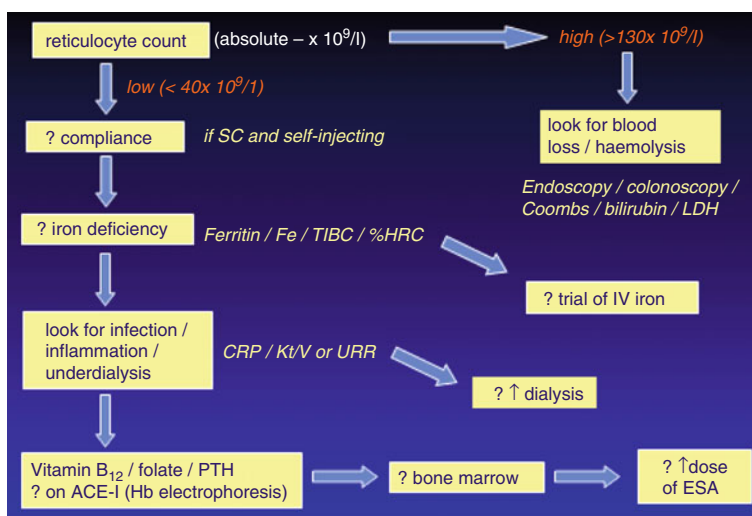 reticulocyte count (absolute – x 10⁹/l) high (>130x 10⁹/l)
low (< 40x 10⁹/1)
? compliance if SC and self-injecting
look for blood
loss / haemolysis
Endoscopy / colonoscopy /
Coombs / bilirubin / LDH
? iron deficiency Ferritin / Fe / TIBC / %HRC
? trial of IV iron
look for infection /
inflammation /
underdialysis
CRP / Kt/V or URR
? ↑ dialysis
Vitamin B₁₂ / folate / PTH
? on ACE-I (Hb electrophoresis)
? bone marrow
? ↑dose
of ESA